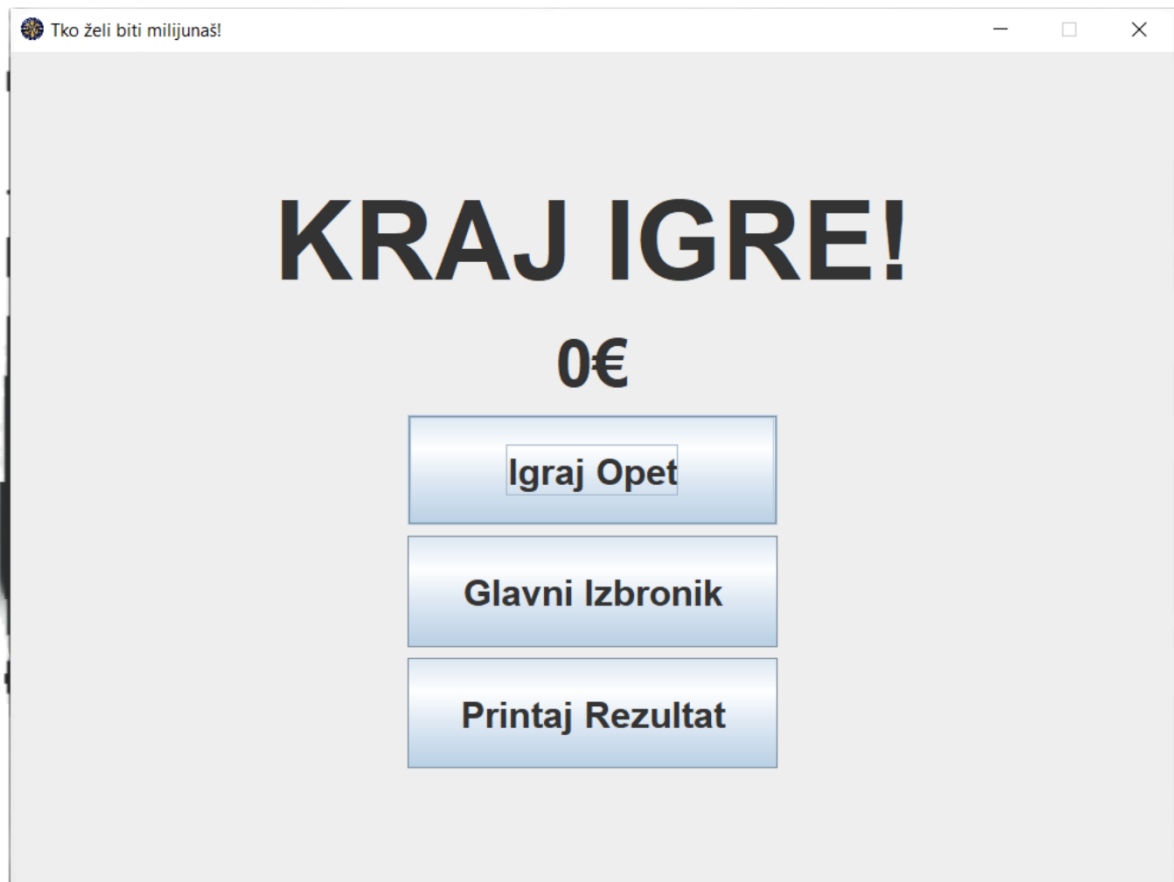 Tko želi biti milijunaš!
KRAJ IGRE!
0€
Igraj Opet
Glavni Izbronik
Printaj Rezultat